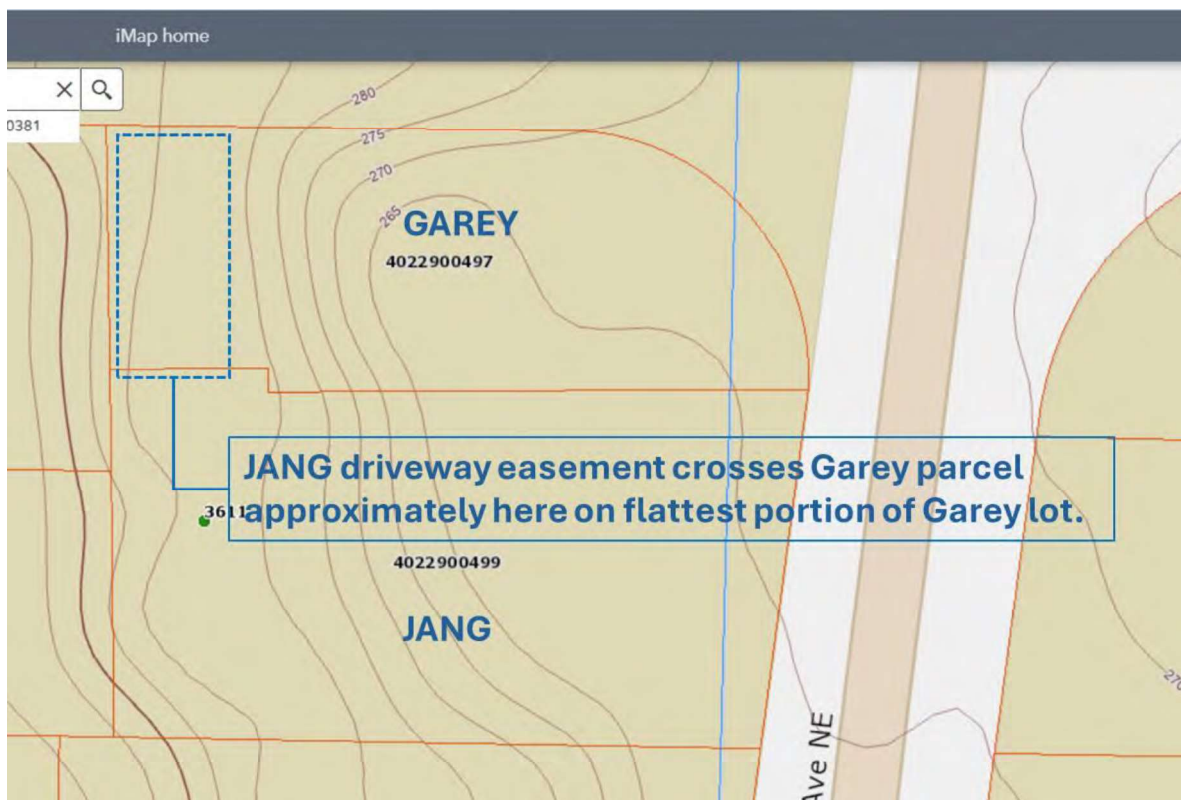 iMap home
×
0381
280
275
270
265
GAREY
4022900497
JANG driveway easement crosses Garey parcel
approximately here on flattest portion of Garey lot.
3611
4022900499
JANG
270
Ave NE